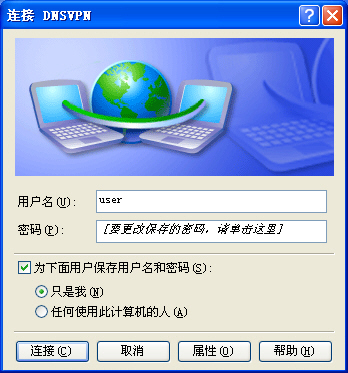 连接 DNSVPN
用户名(U):
user
密码(P):
[要更改保存的密码，请单击这里]
为下面用户保存用户名和密码(S):
只是我(N)
任何使用此计算机的人(A)
连接(C)
取消
属性(O)
帮助(H)